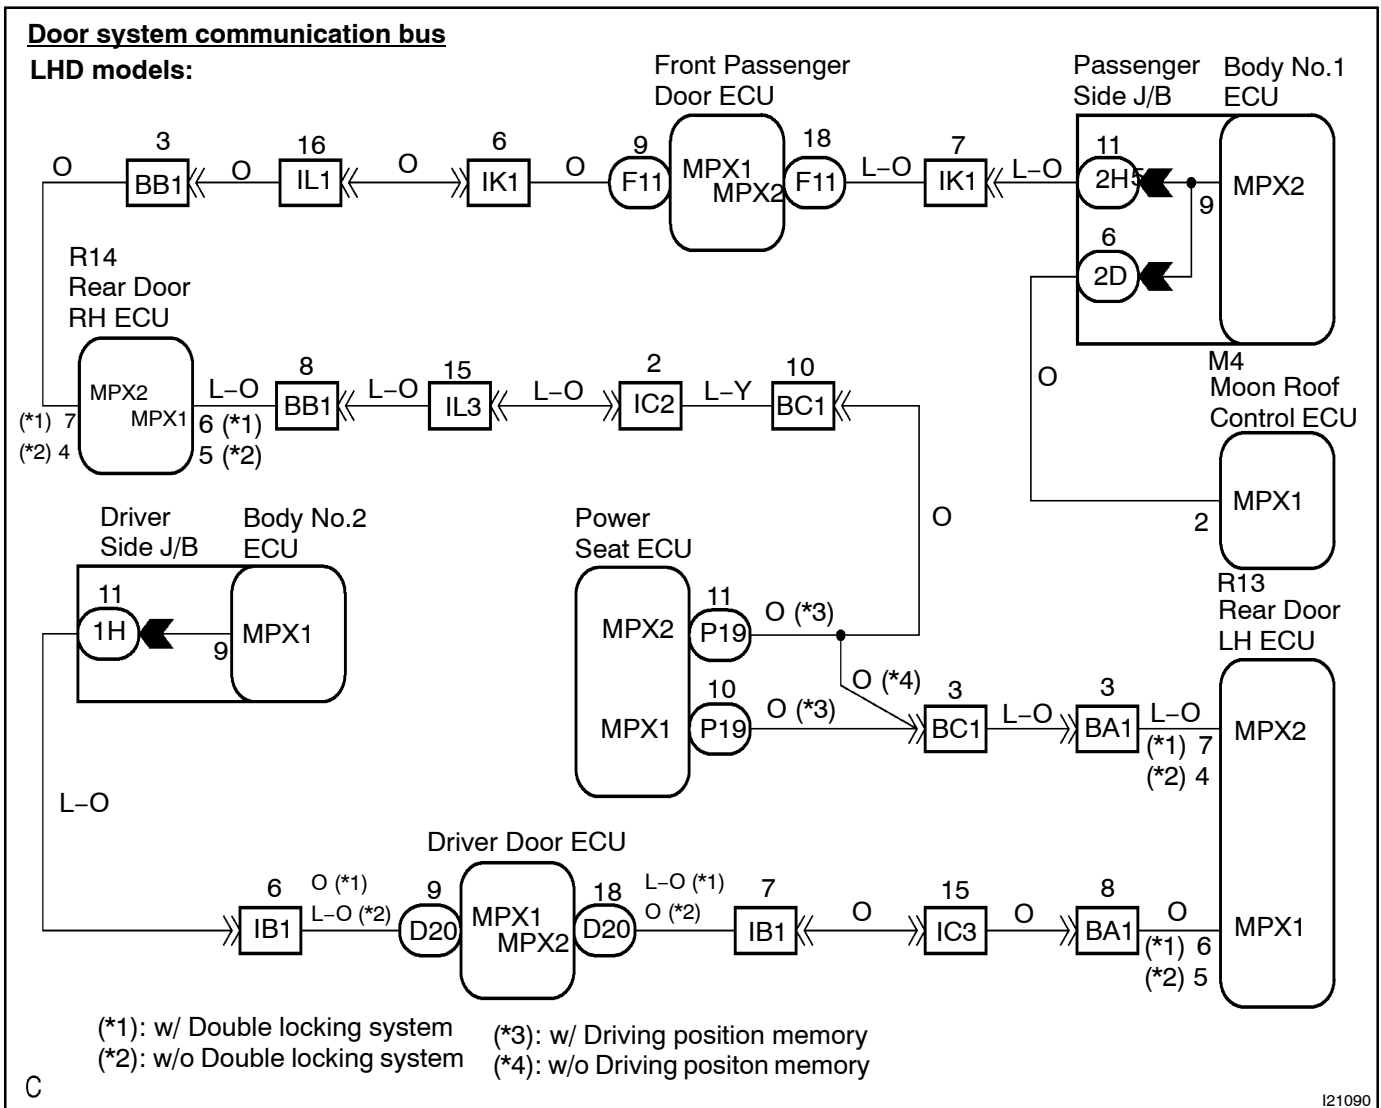 Door system communication bus
LHD models:
Front Passenger
Door ECU
Passenger
Side J/B
Body No.1
ECU
3
16
6
9
18
7
11
O
BB1
O
IL1
O
IK1
O
F11
MPX1
MPX2
F11
L–O
IK1
L–O
2H
5
9
MPX2
6
2D
R14
Rear Door
RH ECU
O
M4
Moon Roof
Control ECU
MPX2
MPX1
(*1) 7
(*2) 4
L–O
6 (*1)
5 (*2)
8
BB1
L–O
15
IL3
L–O
2
IC2
L–Y
10
BC1
MPX1
2
O
Driver
Side J/B
Body No.2
ECU
Power
Seat ECU
R13
Rear Door
LH ECU
11
1H
9
MPX1
MPX2
11
P19
O (*3)
O (*4)
MPX1
10
P19
O (*3)
3
BC1
L–O
3
BA1
L–O
(*1) 7
(*2) 4
MPX2
L–O
Driver Door ECU
6
IB1
O (*1)
L–O (*2)
9
D20
MPX1
MPX2
18
D20
L–O (*1)
O (*2)
7
IB1
O
15
IC3
O
8
BA1
O
(*1) 6
(*2) 5
MPX1
(*1): w/ Double locking system
(*2): w/o Double locking system
(*3): w/ Driving position memory
(*4): w/o Driving positon memory
C
I21090